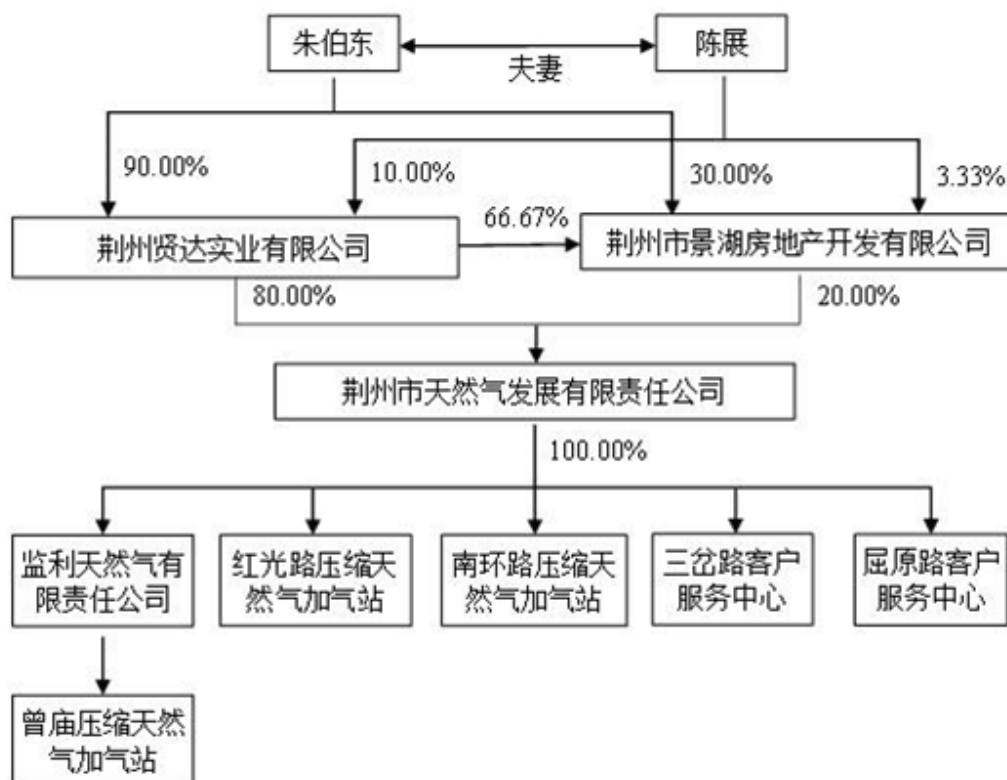 朱伯东
陈展
夫妻
90.00%
10.00%
30.00%
3.33%
66.67%
荆州贤达实业有限公司
荆州市景湖房地产开发有限公司
80.00%
20.00%
荆州市天然气发展有限责任公司
100.00%
监利天然气有
限责任公司
红光路压缩天
然气加气站
南环路压缩天
然气加气站
三岔路客户
服务中心
屈原路客户
服务中心
曾庙压缩天然
气加气站